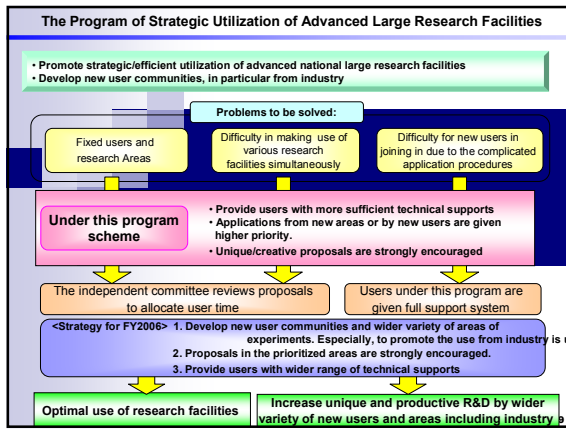 The Program of Strategic Utilization of Advanced Large Research Facilities
• Promote strategic/efficient utilization of advanced national large research facilities
• Develop new user communities, in particular from industry
Problems to be solved:
Fixed users and
research Areas
Difficulty in making use of
various research
facilities simultaneously
Difficulty for new users in
joining in due to the complicated
application procedures
Under this program
scheme
• Provide users with more sufficient technical supports
• Applications from new areas or by new users are given
higher priority.
• Unique/creative proposals are strongly encouraged
The independent committee reviews proposals
to allocate user time
Users under this program are
given full support system
<Strategy for FY2006> 1. Develop new user communities and wider variety of areas of
experiments. Especially, to promote the use from industry is
2. Proposals in the prioritized areas are strongly encouraged.
3. Provide users with wider range of technical supports
Optimal use of research facilities
Increase unique and productive R&D by wider
variety of new users and areas including industry